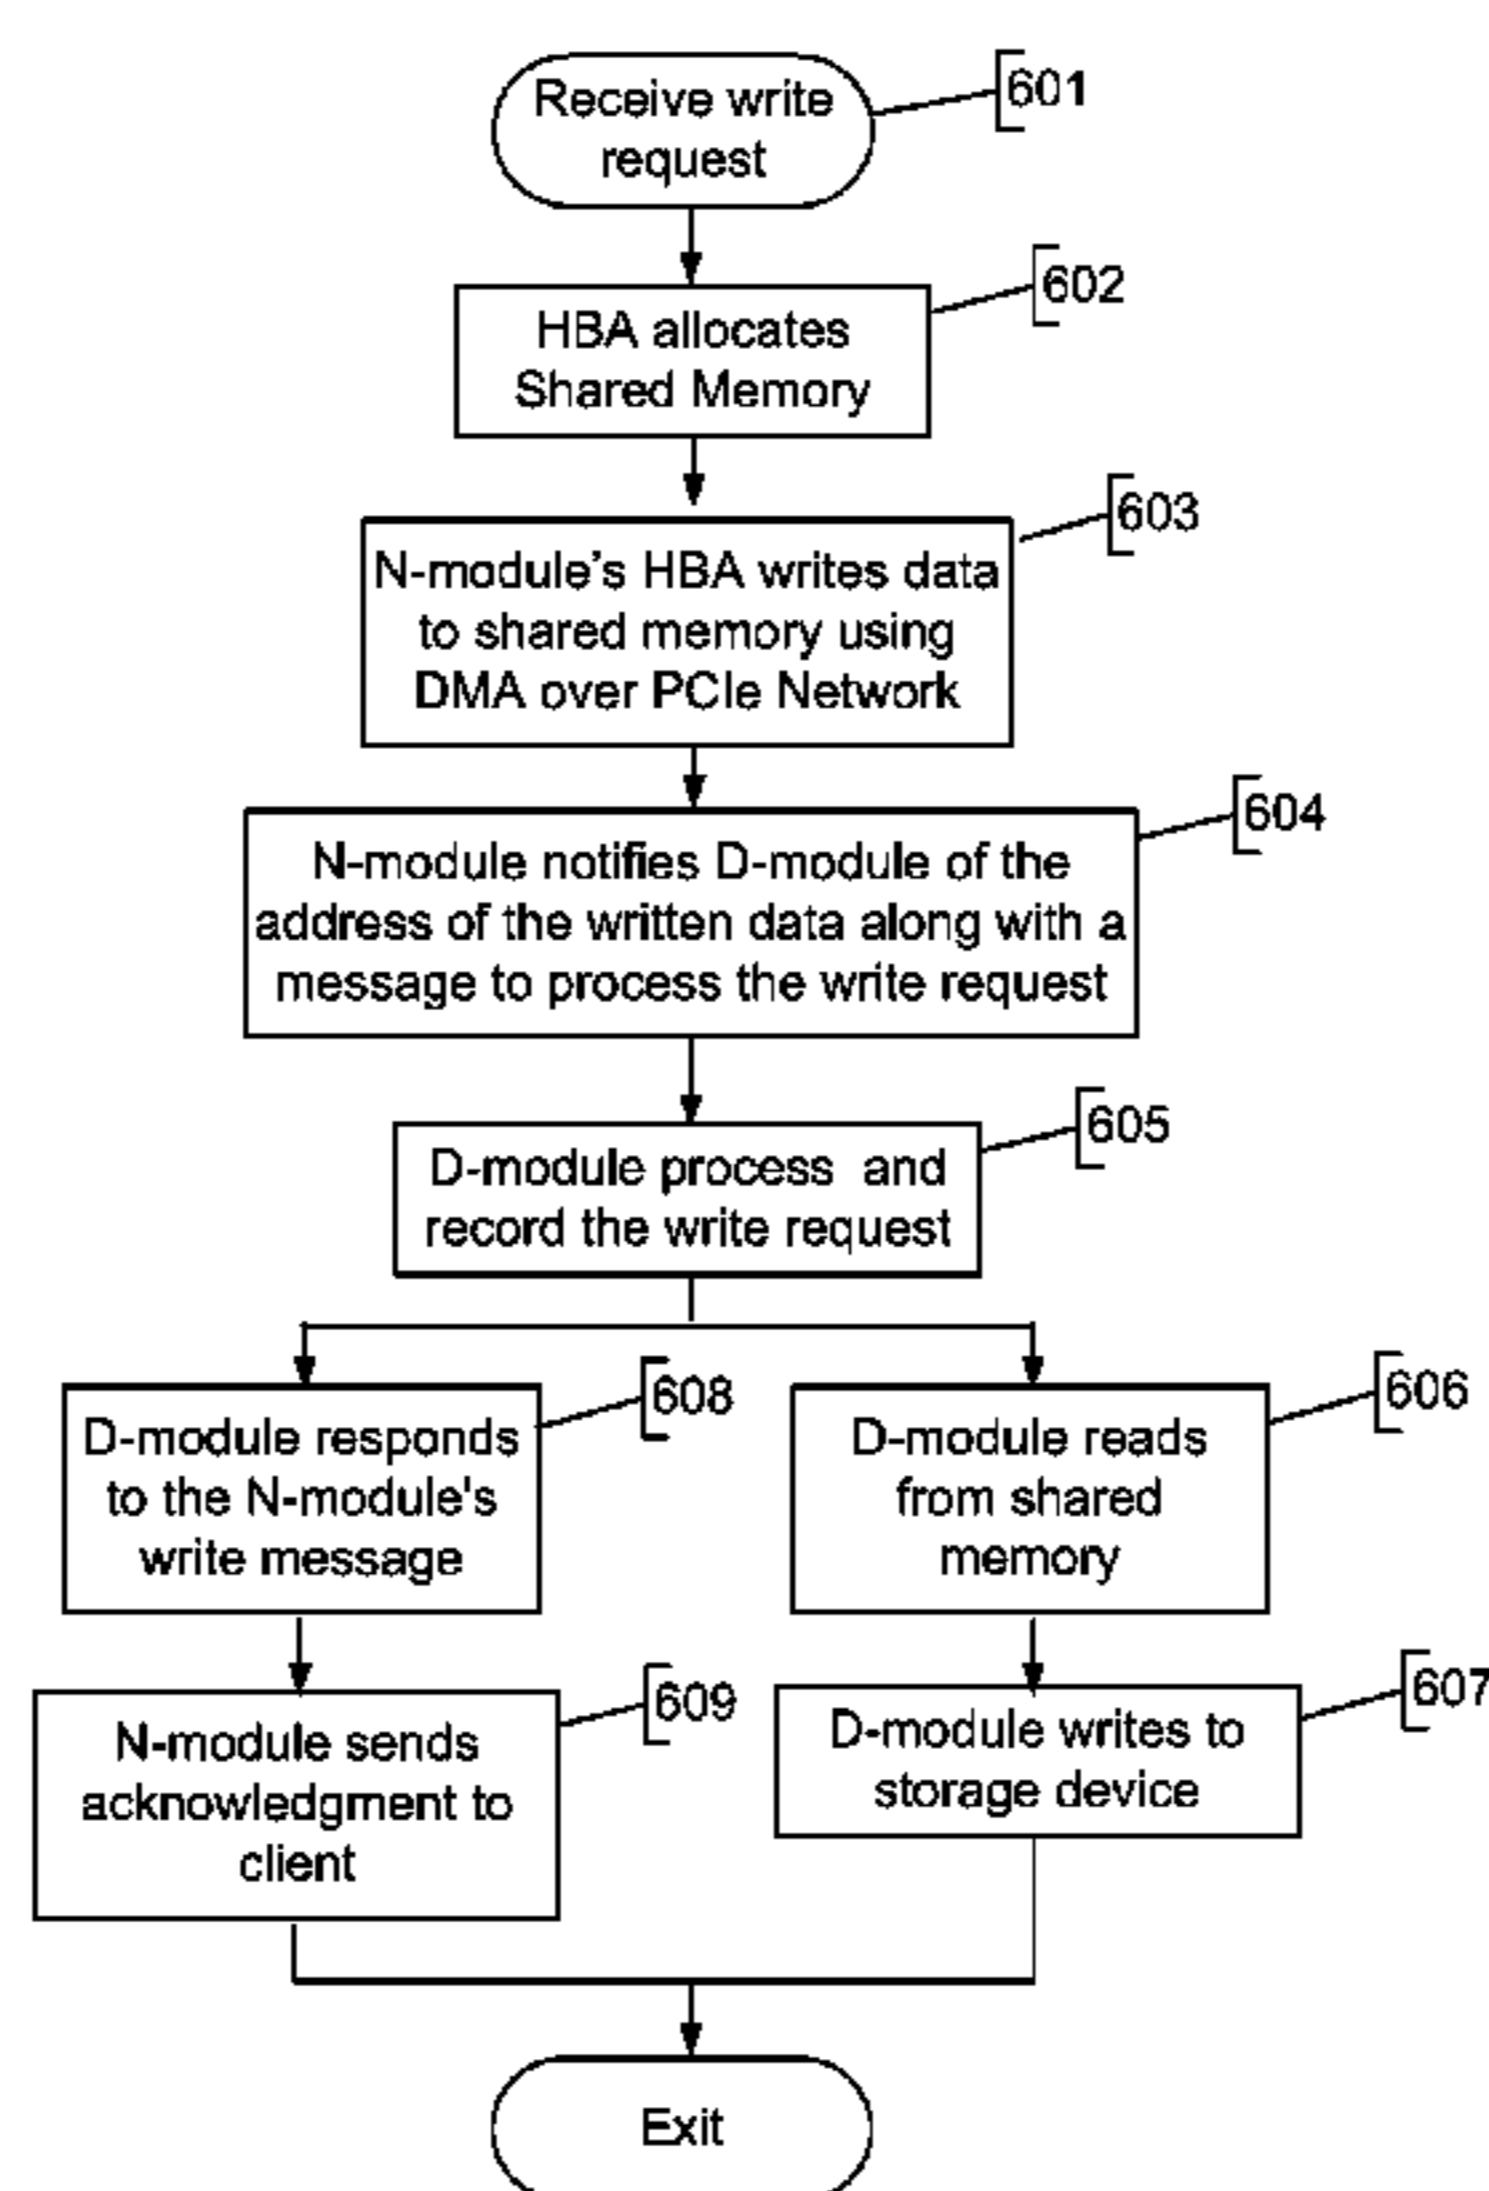 Receive write
request
601
HBA allocates
Shared Memory
602
N-module's HBA writes data
to shared memory using
DMA over PCIe Network
603
N-module notifies D-module of the
address of the written data along with a
message to process the write request
604
D-module process and
record the write request
605
D-module responds
to the N-module's
write message
608
D-module reads
from shared
memory
606
N-module sends
acknowledgment to
client
609
D-module writes to
storage device
607
Exit